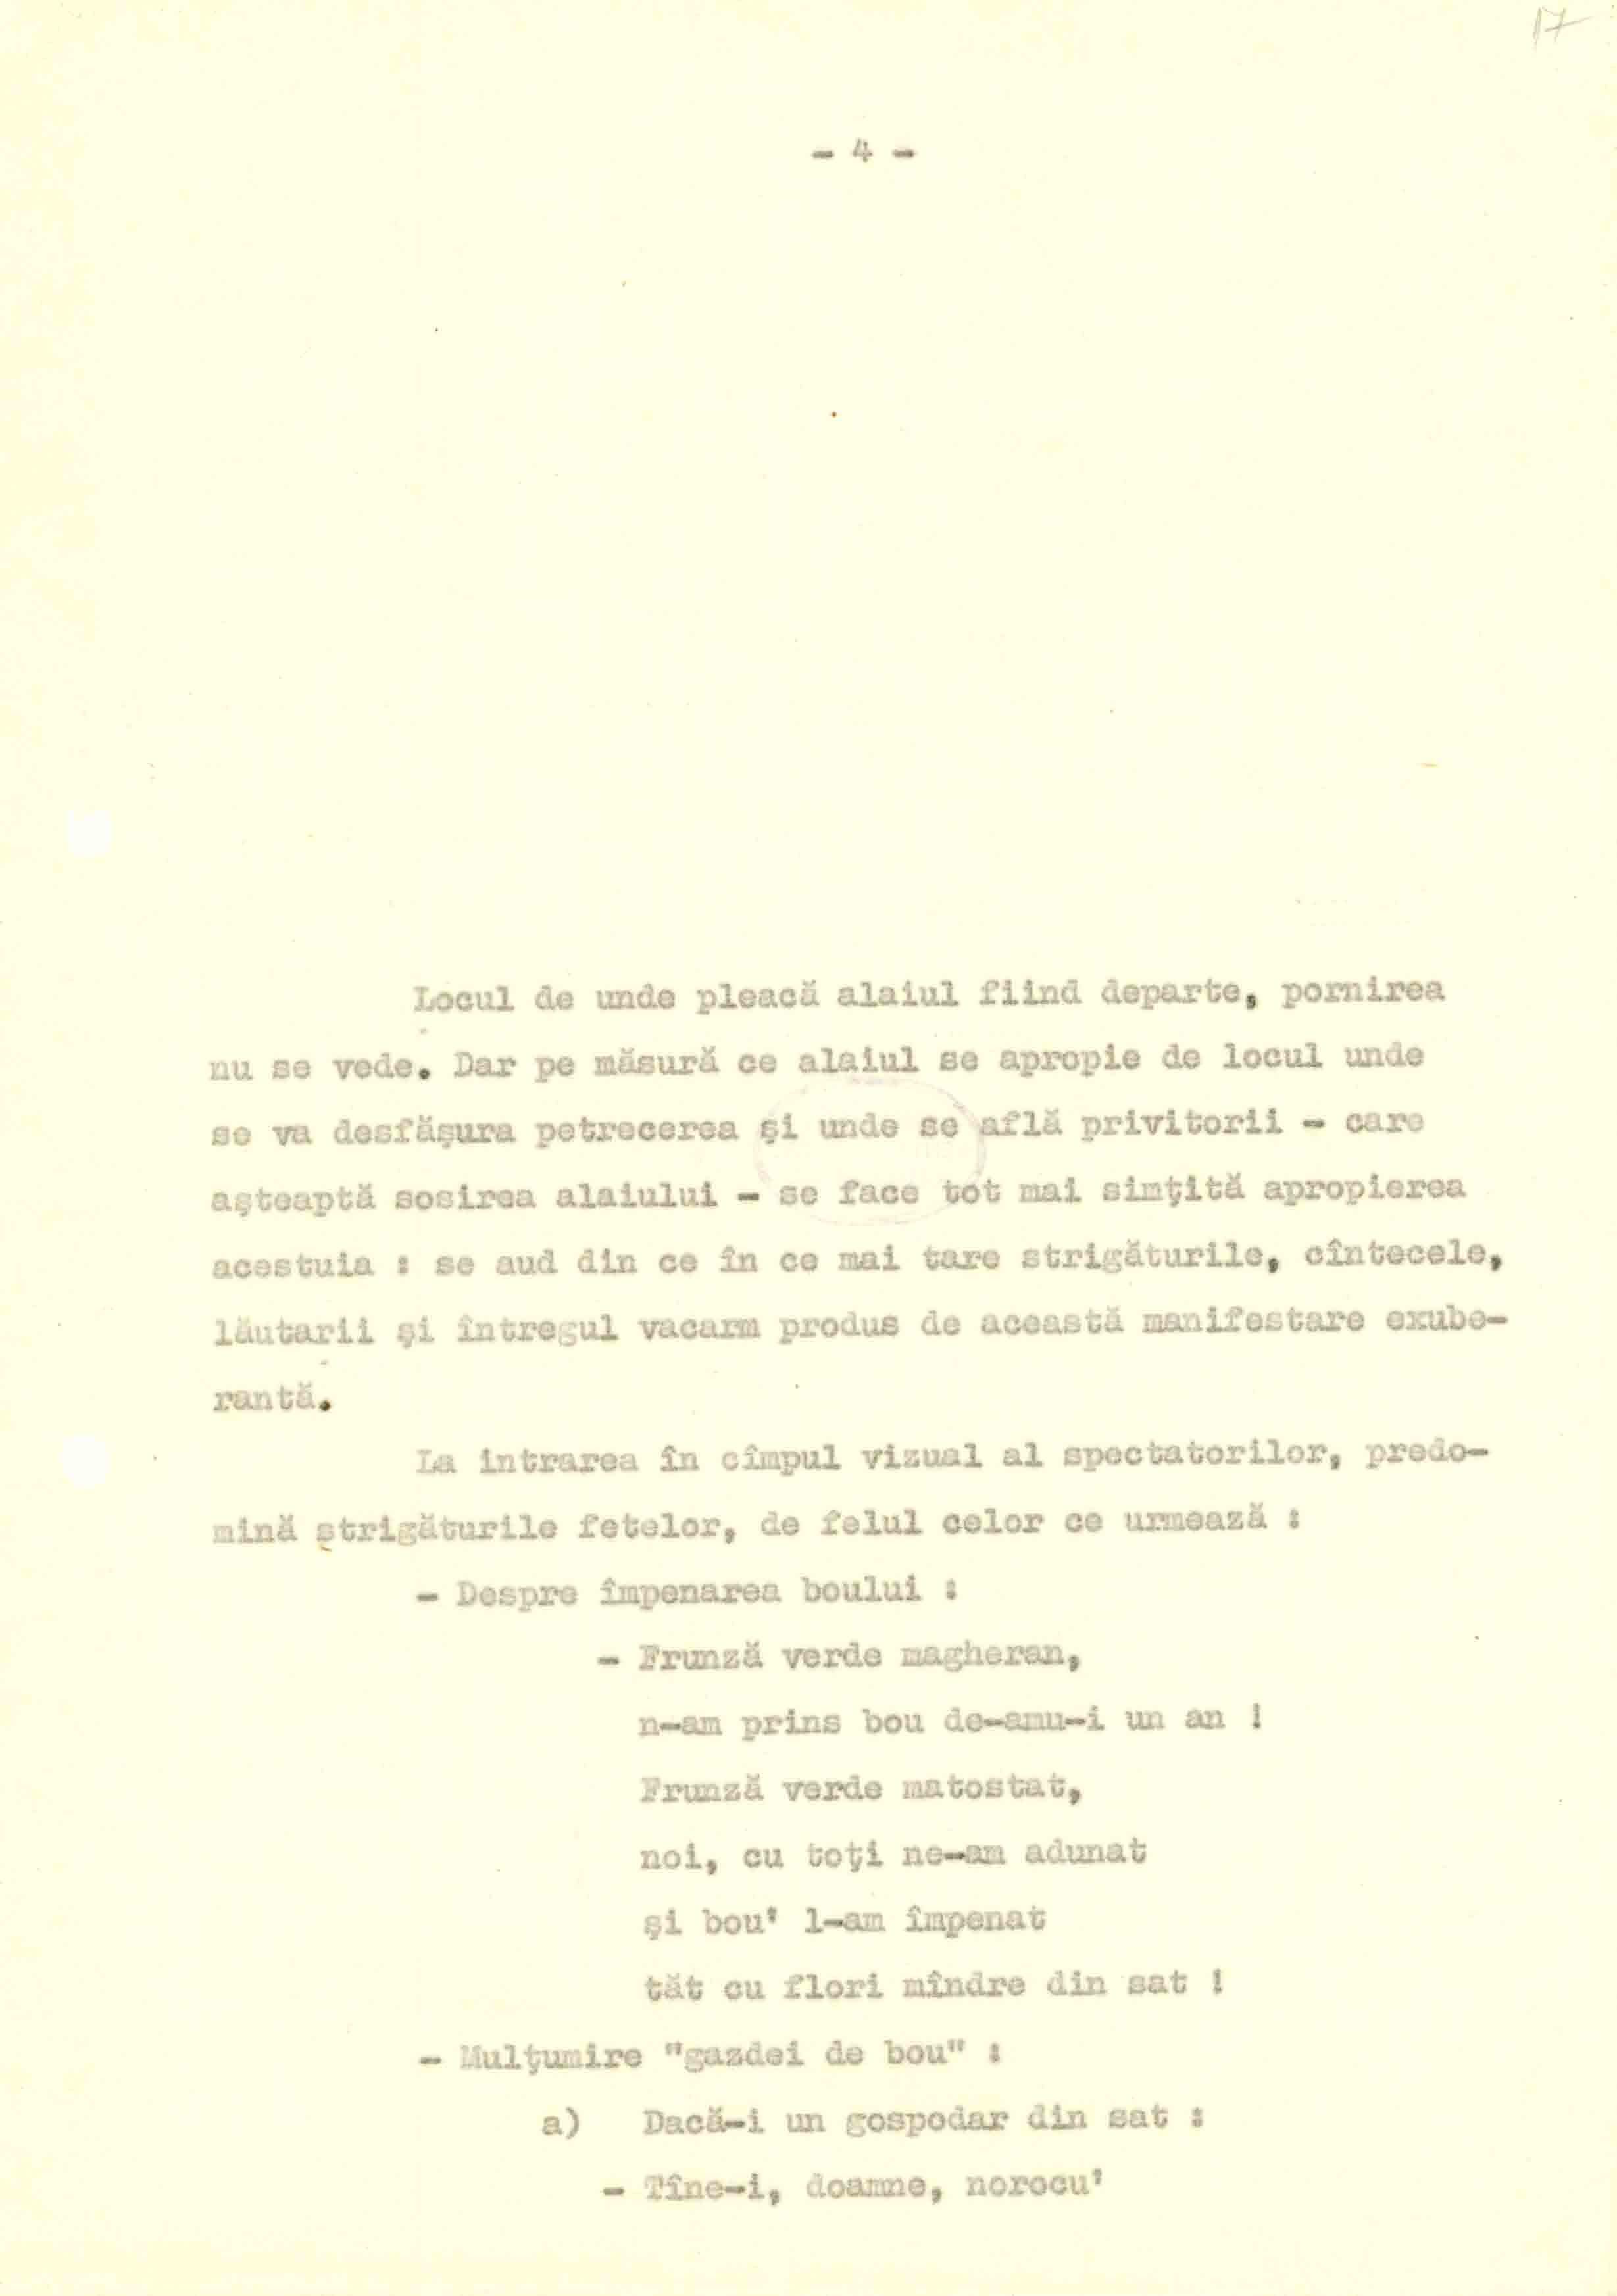 17
- 4 -
Locul de unde pleacă alaiul fiind departe, pornirea
nu se vede. Dar pe măsură ce alaiul se apropie de locul unde
se va desfăşura petrecerea şi unde se află privitorii - care
aşteaptă sosirea alaiului - se face tot mai simţită apropierea
acestuia : se aud din ce în ce mai tare strigăturile, cîntecele,
lăutarii şi întregul vacarm produs de această manifestare exube-
rantă.
La intrarea în cîmpul vizual al spectatorilor, predo-
mină strigăturile fetelor, de felul celor ce urmează :
- Despre împenarea boului :
- Frunză verde magheran,
n-am prins bou de-amu-i un an !
Frunză verde matostat,
noi, cu toţi ne-am adunat
şi bou' l-am împenat
tăt cu flori mîndre din sat !
- Mulţumire "gazdei de bou" :
a) Dacă-i un gospodar din sat :
- Tîne-i, doamne, norocu'